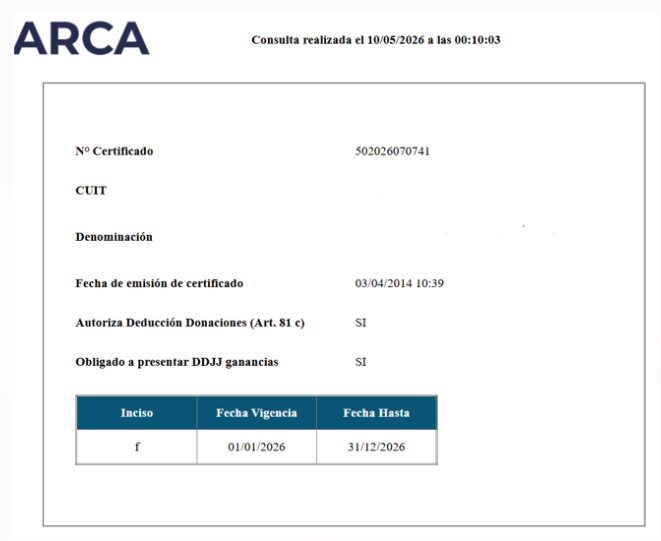 ARCA
Consulta realizada el 10/05/2026 a las 00:10:03
Nº Certificado 502026070741
CUIT
Denominación
Fecha de emisión de certificado 03/04/2014 10:39
Autoriza Deducción Donaciones (Art. 81 c) SI
Obligado a presentar DDJJ ganancias SI
Inciso Fecha Vigencia Fecha Hasta
f 01/01/2026 31/12/2026